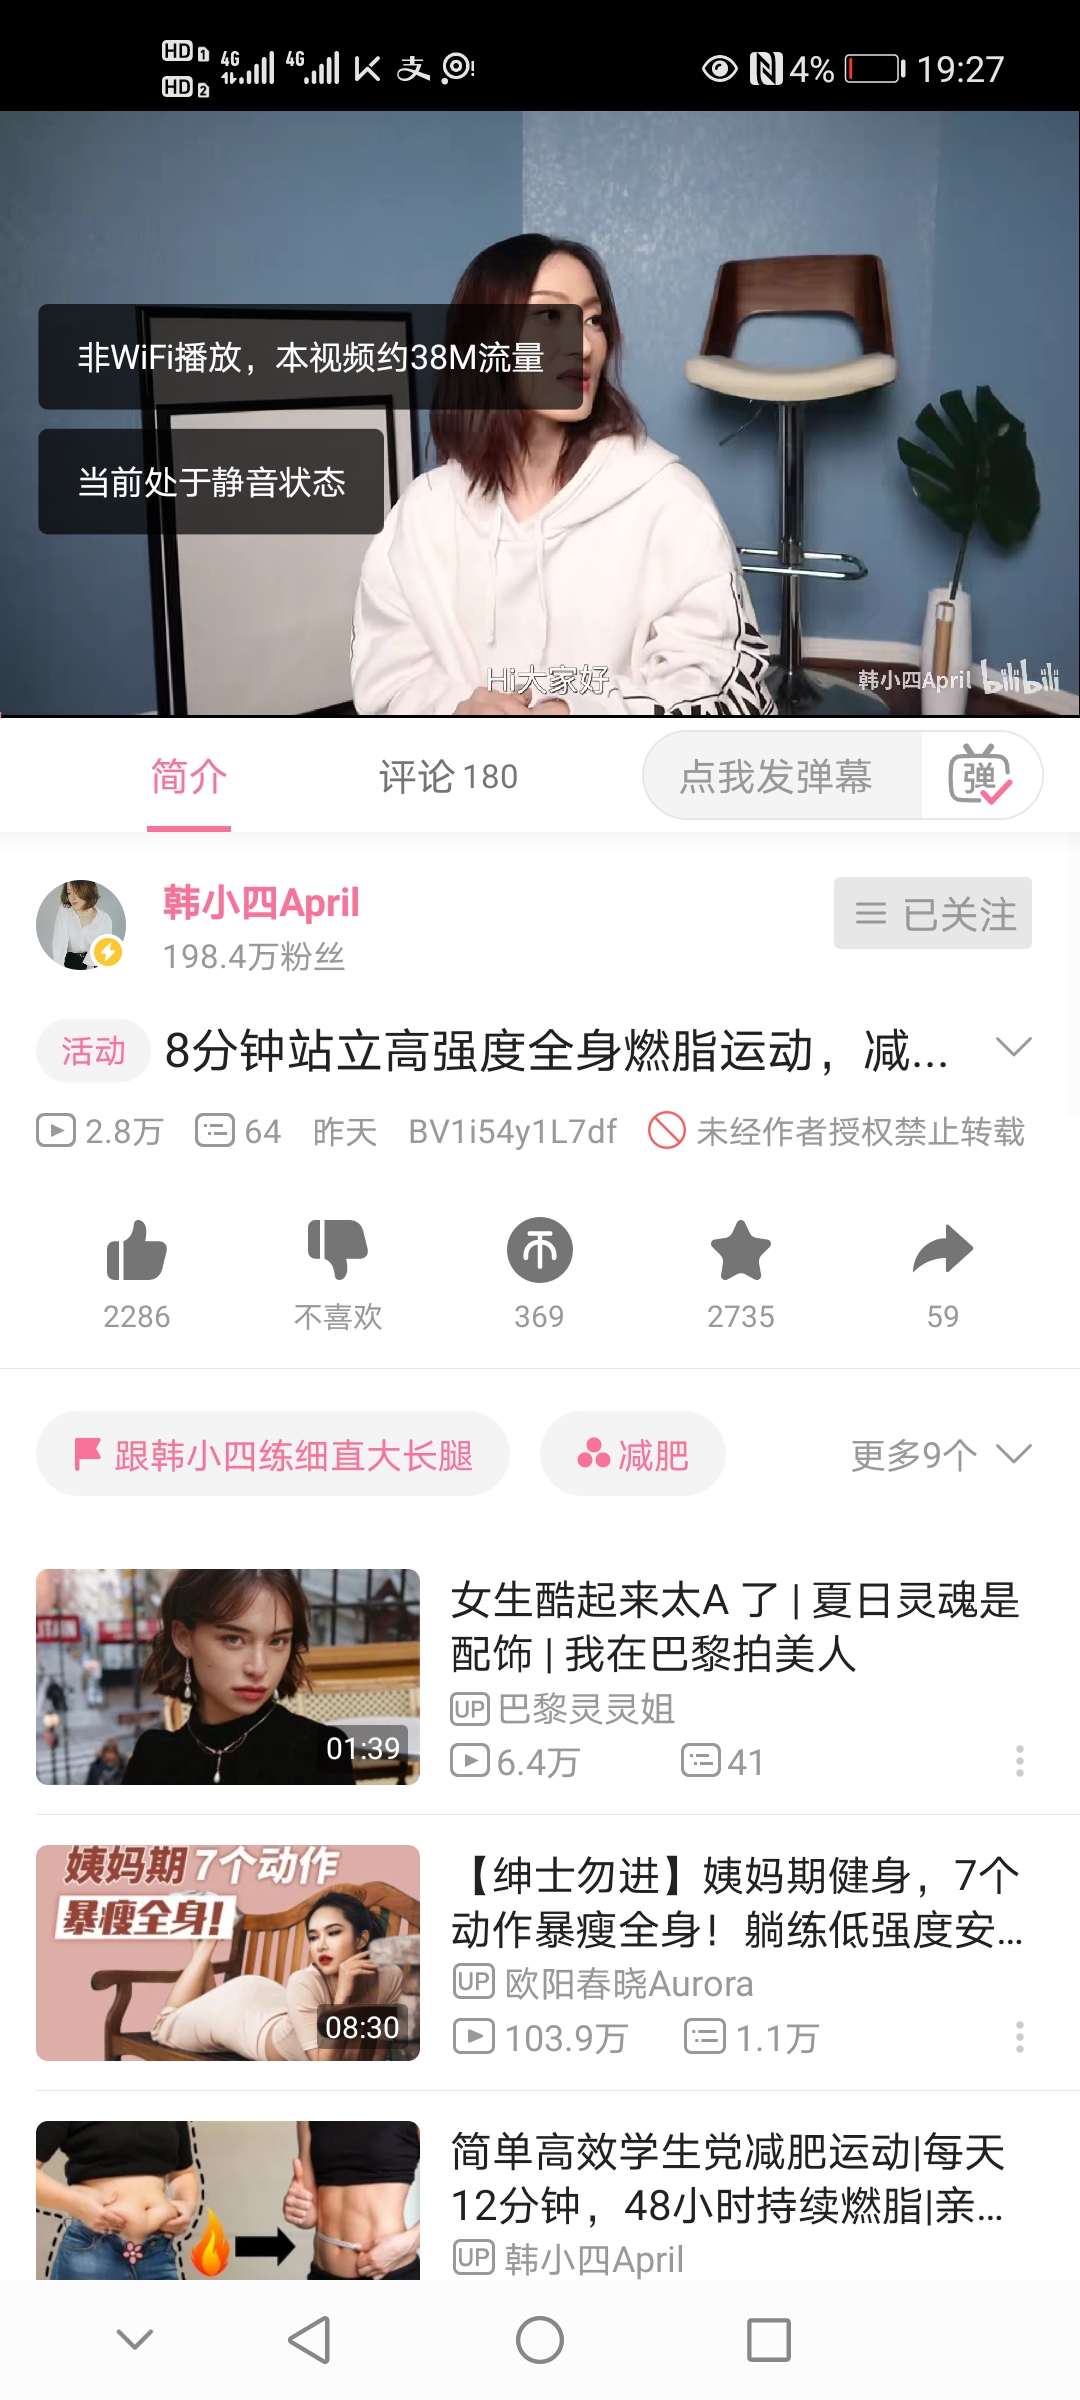 HD 1 4G 4G 4% 19:27
HD 2
非WiFi播放，本视频约38M流量
当前处于静音状态
Hi大家好
韩小四April bilibili
简介 评论 180 点我发弹幕 弹
韩小四April
198.4万粉丝
已关注
活动 8分钟站立高强度全身燃脂运动，减...
2.8万 64 昨天 BV1i54y1L7df 未经作者授权禁止转载
2286 不喜欢 369 2735 59
跟韩小四练细直大长腿 减肥 更多9个
女生酷起来太A 了 | 夏日灵魂是
配饰 | 我在巴黎拍美人
UP 巴黎灵灵姐
01:39
6.4万 41
姨妈期 7个动作
暴瘦全身!
08:30
【绅士勿进】姨妈期健身，7个
动作暴瘦全身！躺练低强度安...
UP 欧阳春晓Aurora
103.9万 1.1万
简单高效学生党减肥运动|每天
12分钟，48小时持续燃脂|亲...
UP 韩小四April